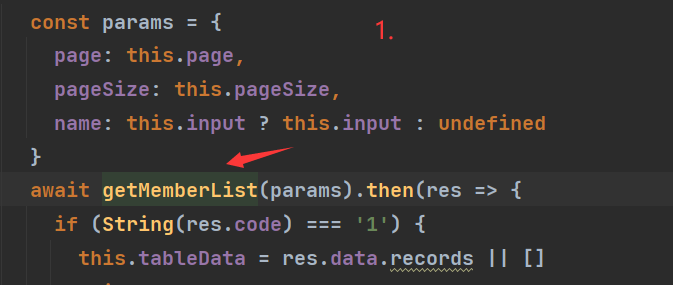 const params = {
1.
page: this.page,
pageSize: this.pageSize,
name: this.input ? this.input : undefined
}
await getMemberList(params).then(res => {
if (String(res.code) === '1') {
this.tableData = res.data.records || []